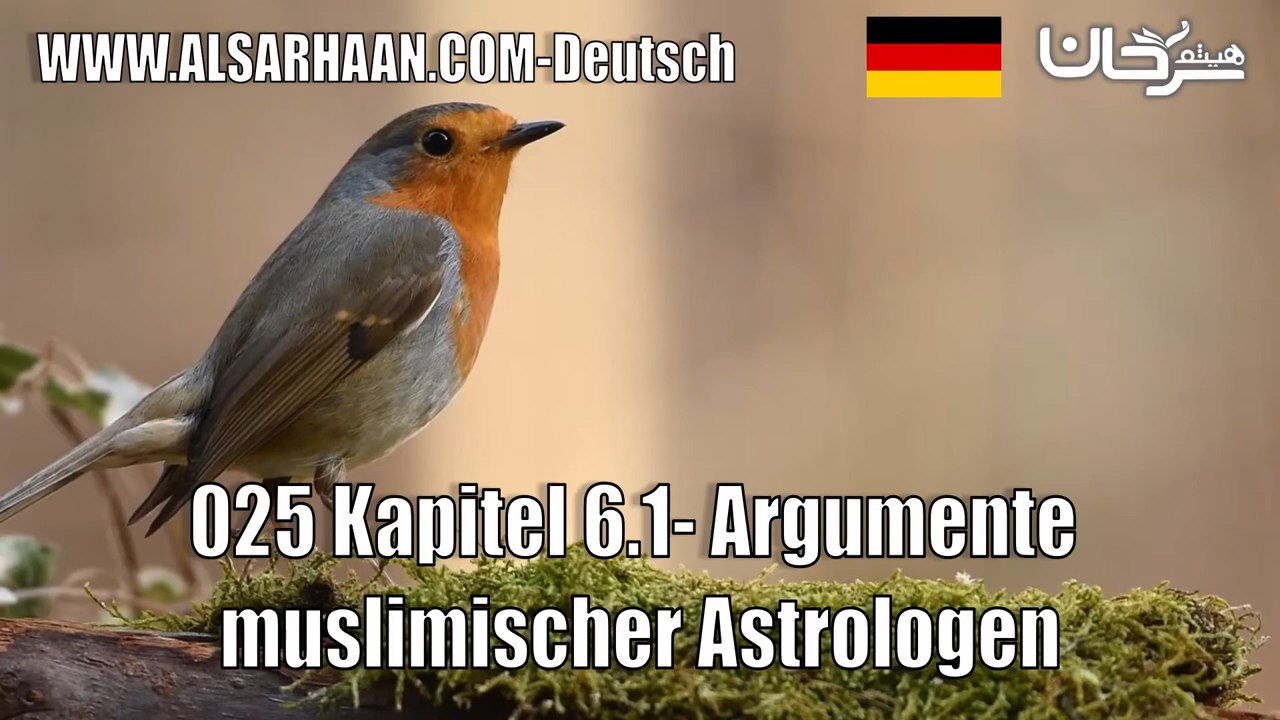 WWW.ALSARHAAN.COM-Deutsch
هيثم سرحان
025 Kapitel 6.1- Argumente
muslimischer Astrologen